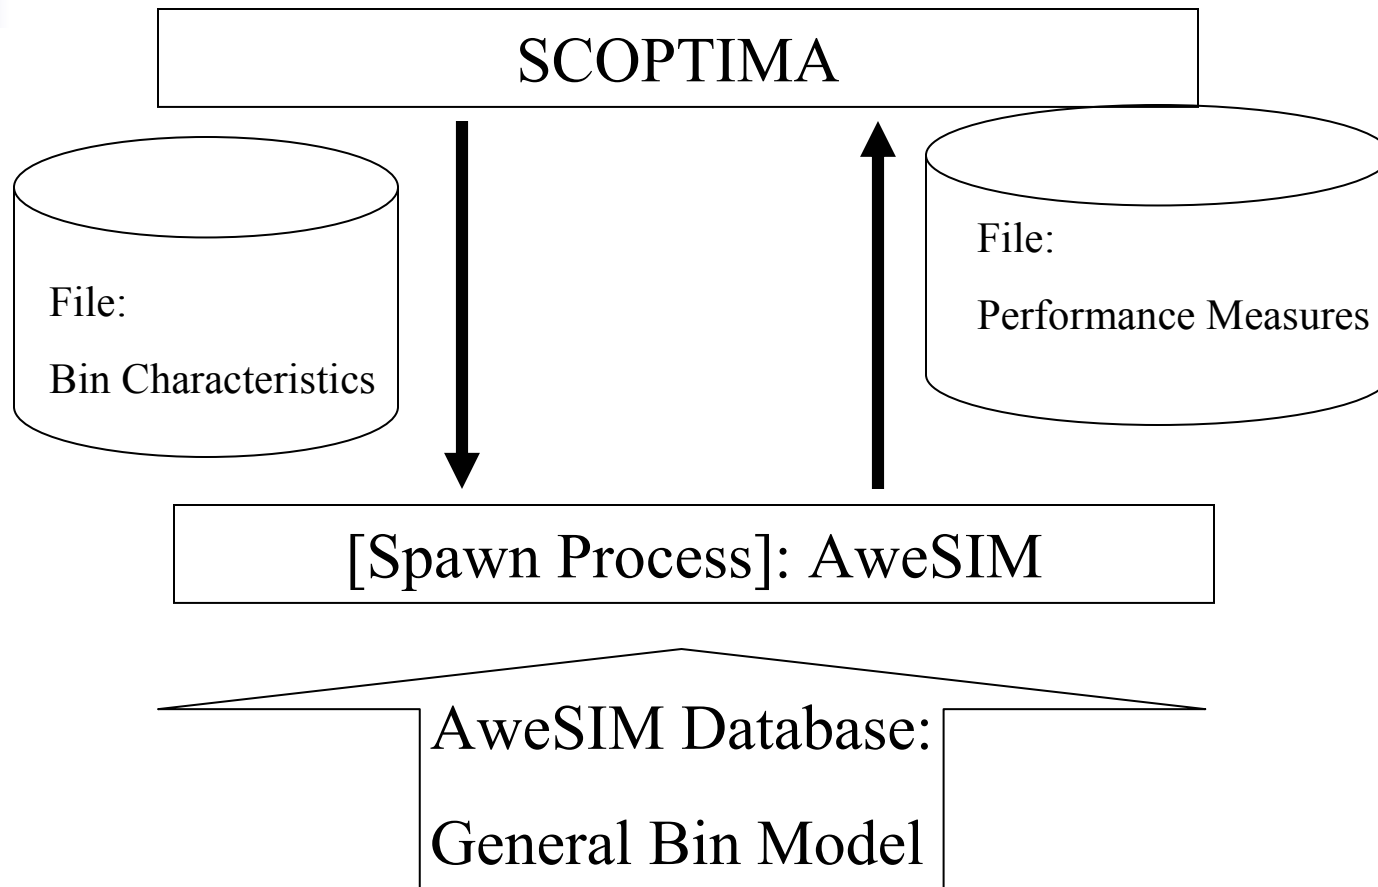 SCOPTIMA
File:
Bin Characteristics
File:
Performance Measures
[Spawn Process]: AweSIM
AweSIM Database:
General Bin Model